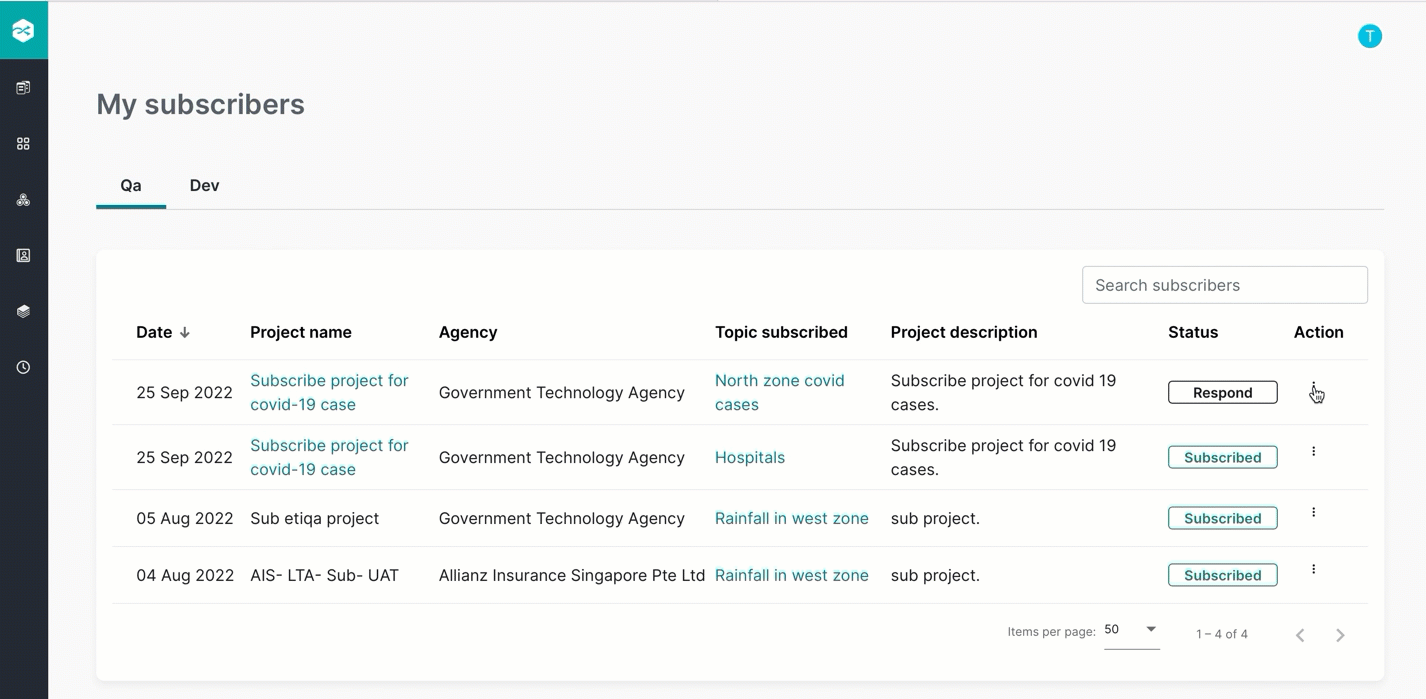 T
My subscribers
Qa Dev
Search subscribers
Date Project name Agency Topic subscribed Project description Status Action
25 Sep 2022 Subscribe project for covid-19 case Government Technology Agency North zone covid cases Subscribe project for covid 19 cases. Respond
25 Sep 2022 Subscribe project for covid-19 case Government Technology Agency Hospitals Subscribe project for covid 19 cases. Subscribed
05 Aug 2022 Sub etiqa project Government Technology Agency Rainfall in west zone sub project. Subscribed
04 Aug 2022 AIS- LTA- Sub- UAT Allianz Insurance Singapore Pte Ltd Rainfall in west zone sub project. Subscribed
Items per page: 50 1 – 4 of 4